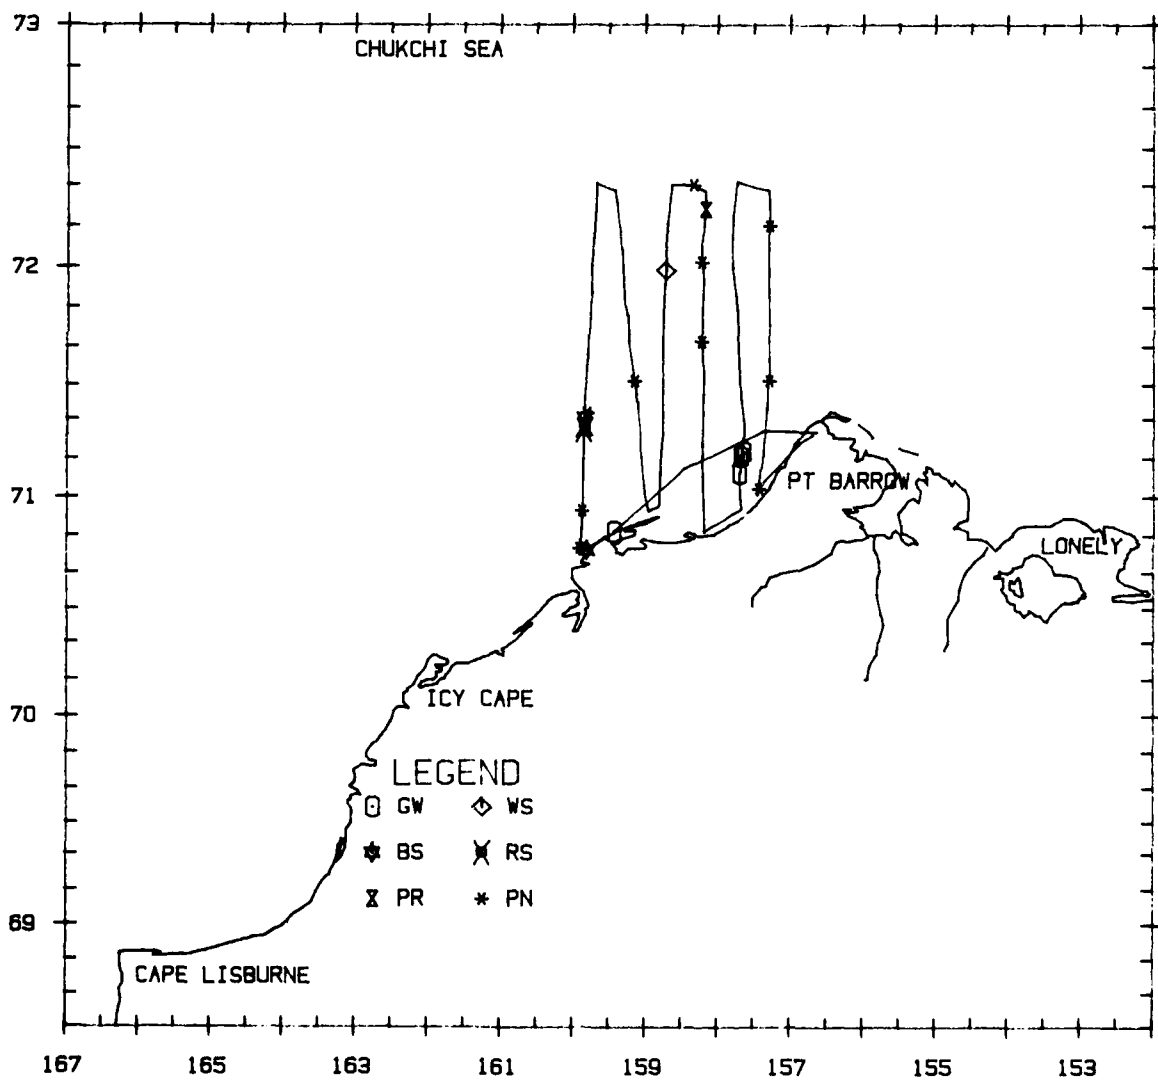 73
CHUKCHI SEA
72
71
PT BARROW
LONELY
70
ICY CAPE
LEGEND
GW WS
BS RS
PR PN
69
CAPE LISBURNE
167 165 163 161 159 157 155 153